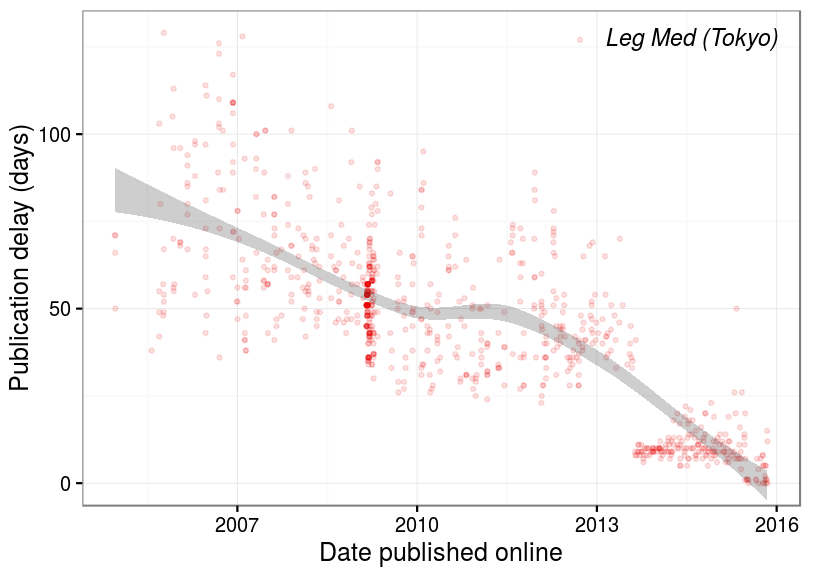 Leg Med (Tokyo)
Publication delay (days)
100
50
0
2007 2010 2013 2016
Date published online